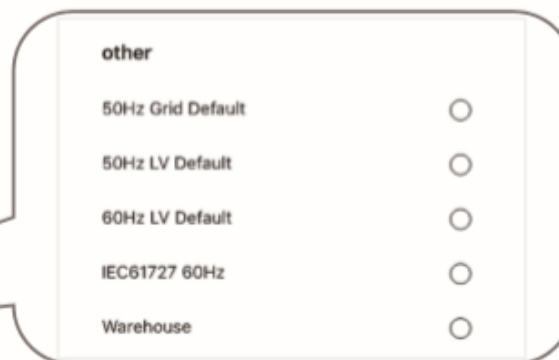 other
50Hz Grid Default
50Hz LV Default
60Hz LV Default
IEC61727 60Hz
Warehouse